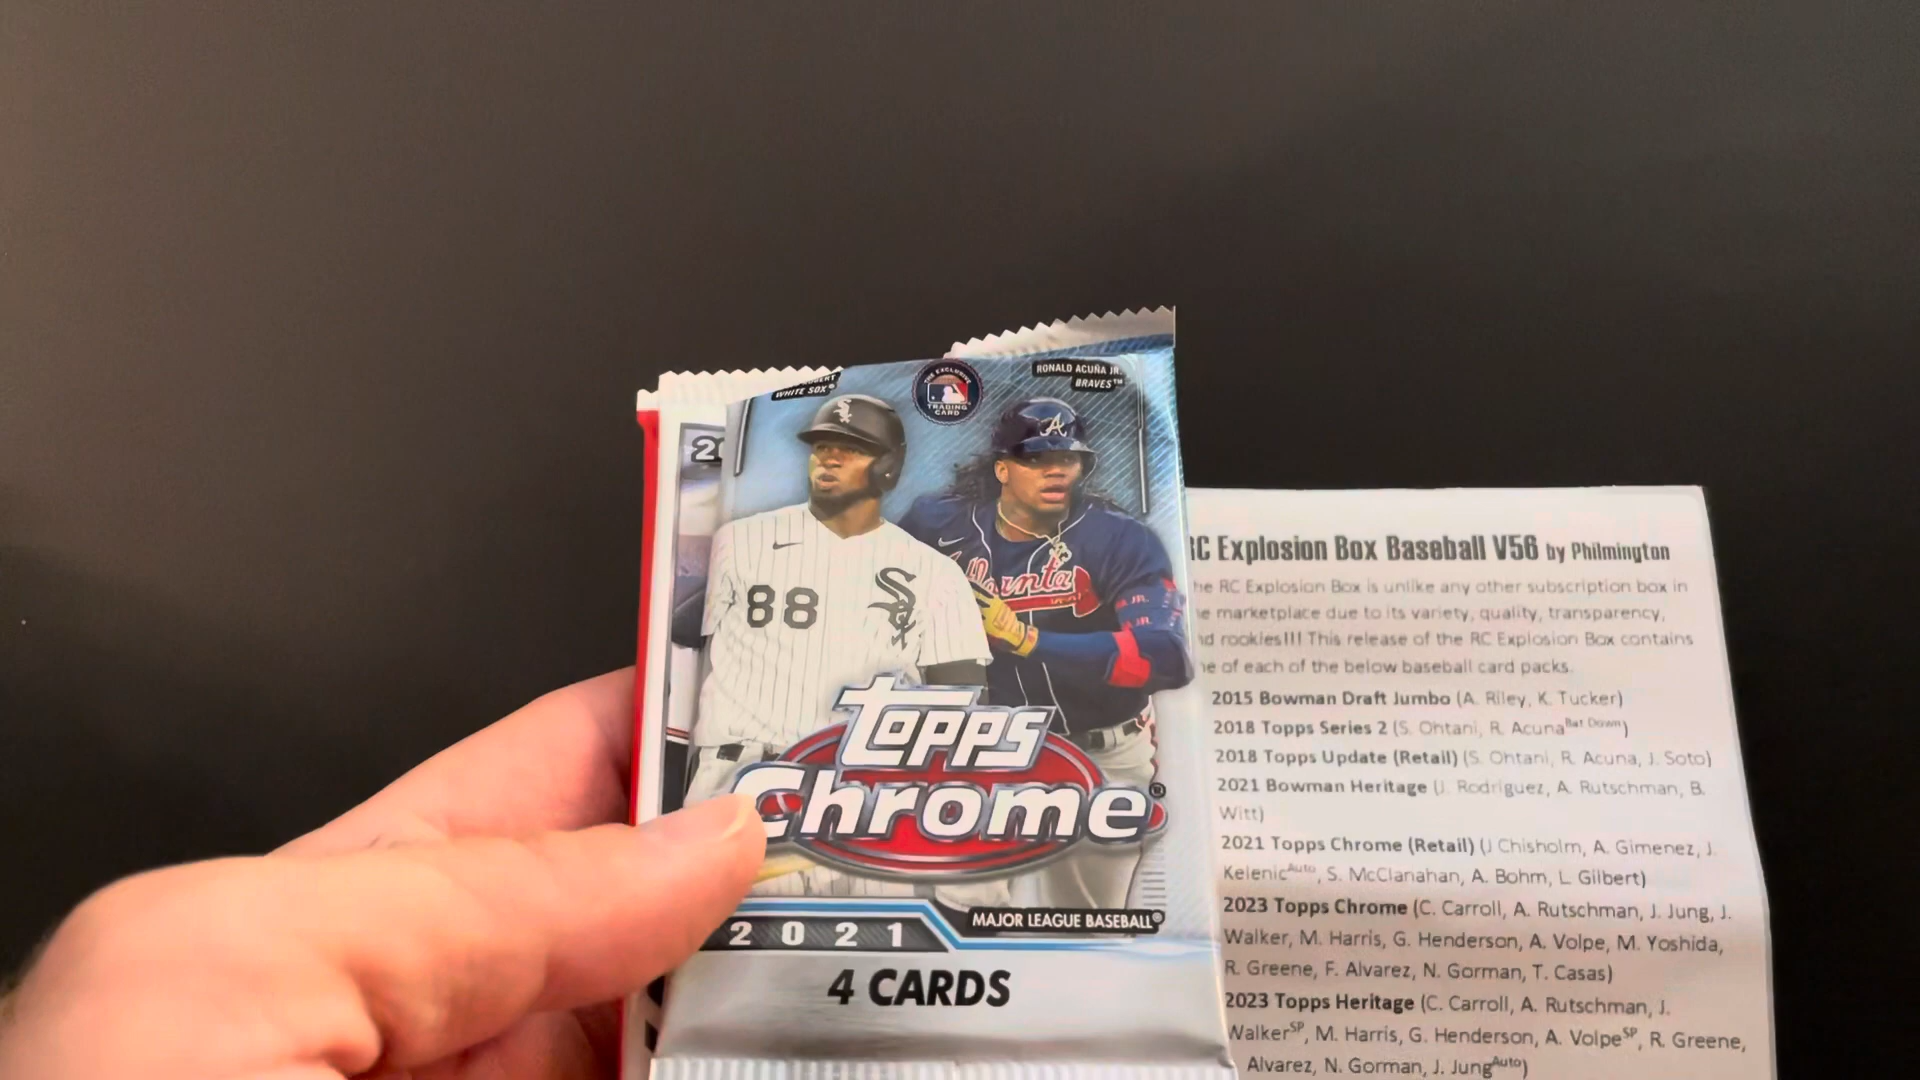 WHITE SOX
THE EXCLUSIVE
TRADING
CARD
RONALD ACUÑA JR.
BRAVES™
20
A
88
Sox
Atlanta
JR.
JR.
topps
Chrome®
MAJOR LEAGUE BASEBALL®
2021
4 CARDS
RC Explosion Box Baseball V56 by Philmington
he RC Explosion Box is unlike any other subscription box in
e marketplace due to its variety, quality, transparency,
nd rookies!!! This release of the RC Explosion Box contains
ne of each of the below baseball card packs.
2015 Bowman Draft Jumbo (A. Riley, K. Tucker)
2018 Topps Series 2 (S. Ohtani, R. Acuna Bat Down)
2018 Topps Update (Retail) (S. Ohtani, R. Acuna, J. Soto)
2021 Bowman Heritage (J. Rodriguez, A. Rutschman, B.
Witt)
2021 Topps Chrome (Retail) (J Chisholm, A. Gimenez, J.
Kelenic Auto, S. McClanahan, A. Bohm, L. Gilbert)
2023 Topps Chrome (C. Carroll, A. Rutschman, J. Jung, J.
Walker, M. Harris, G. Henderson, A. Volpe, M. Yoshida,
R. Greene, F. Alvarez, N. Gorman, T. Casas)
2023 Topps Heritage (C. Carroll, A. Rutschman, J.
Walker SP, M. Harris, G. Henderson, A. Volpe SP, R. Greene,
Alvarez, N. Gorman, J. Jung Auto)